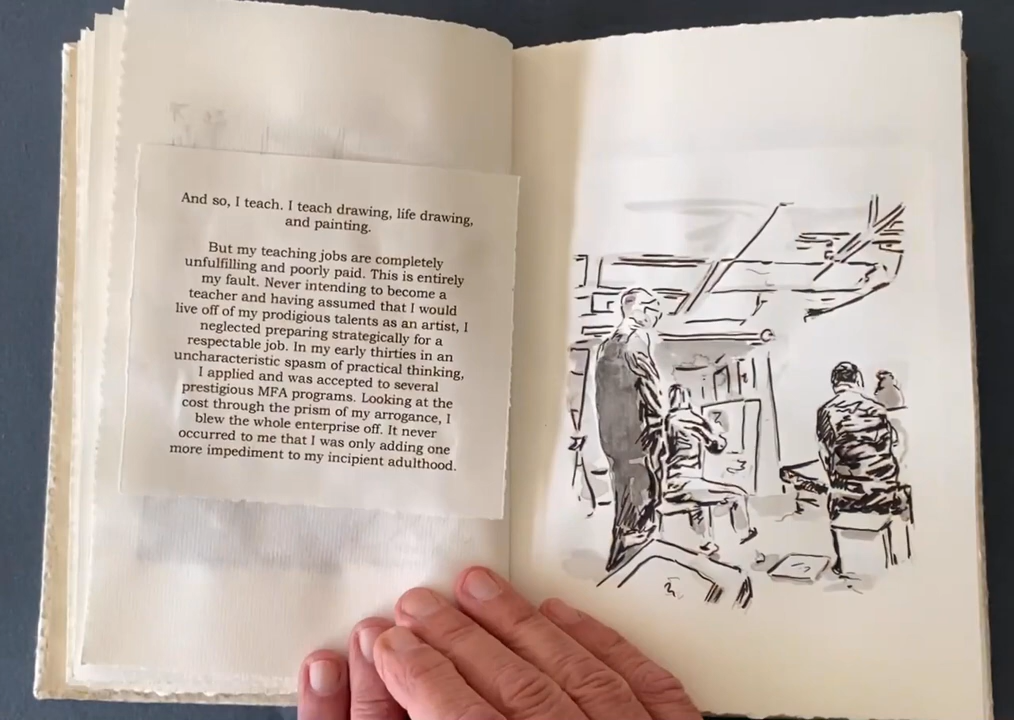 And so, I teach. I teach drawing, life drawing,
and painting.
But my teaching jobs are completely
unfulfilling and poorly paid. This is entirely
my fault. Never intending to become a
teacher and having assumed that I would
live off of my prodigious talents as an artist, I
neglected preparing strategically for a
respectable job. In my early thirties in an
uncharacteristic spasm of practical thinking,
I applied and was accepted to several
prestigious MFA programs. Looking at the
cost through the prism of my arrogance, I
blew the whole enterprise off. It never
occurred to me that I was only adding one
more impediment to my incipient adulthood.